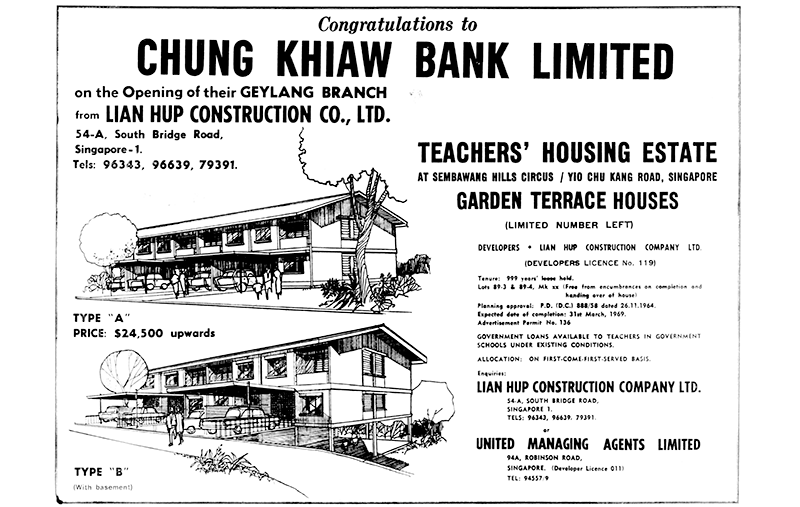 Congratulations to
CHUNG KHIAW BANK LIMITED
on the Opening of their GEYLANG BRANCH
from LIAN HUP CONSTRUCTION CO., LTD.
54-A, South Bridge Road,
Singapore-1.
Tels: 96343, 96639, 79391.
TYPE "A"
PRICE: $24,500 upwards
TYPE "B"
(With basement)
TEACHERS' HOUSING ESTATE
AT SEMBAWANG HILLS CIRCUS / YIO CHU KANG ROAD, SINGAPORE
GARDEN TERRACE HOUSES
(LIMITED NUMBER LEFT)
DEVELOPERS • LIAN HUP CONSTRUCTION COMPANY LTD.
(DEVELOPERS LICENCE No. 119)
Tenure: 999 years' lease hold.
Lots 89-3 & 89-4, Mk xx (Free from encumbrances on completion and
handing over of house)
Planning approval: P.D. (D.C.) 888/58 dated 26.11.1964.
Expected date of completion: 31st March, 1969.
Advertisement Permit No. 136
GOVERNMENT LOANS AVAILABLE TO TEACHERS IN GOVERNMENT
SCHOOLS UNDER EXISTING CONDITIONS.
ALLOCATION: ON FIRST-COME-FIRST-SERVED BASIS.
Enquiries:
LIAN HUP CONSTRUCTION COMPANY LTD.
54-A, SOUTH BRIDGE ROAD,
SINGAPORE 1.
TELS: 96343, 96639, 79391.
or
UNITED MANAGING AGENTS LIMITED
94A, ROBINSON ROAD,
SINGAPORE. (Developer Licence 011)
TEL: 94557/9